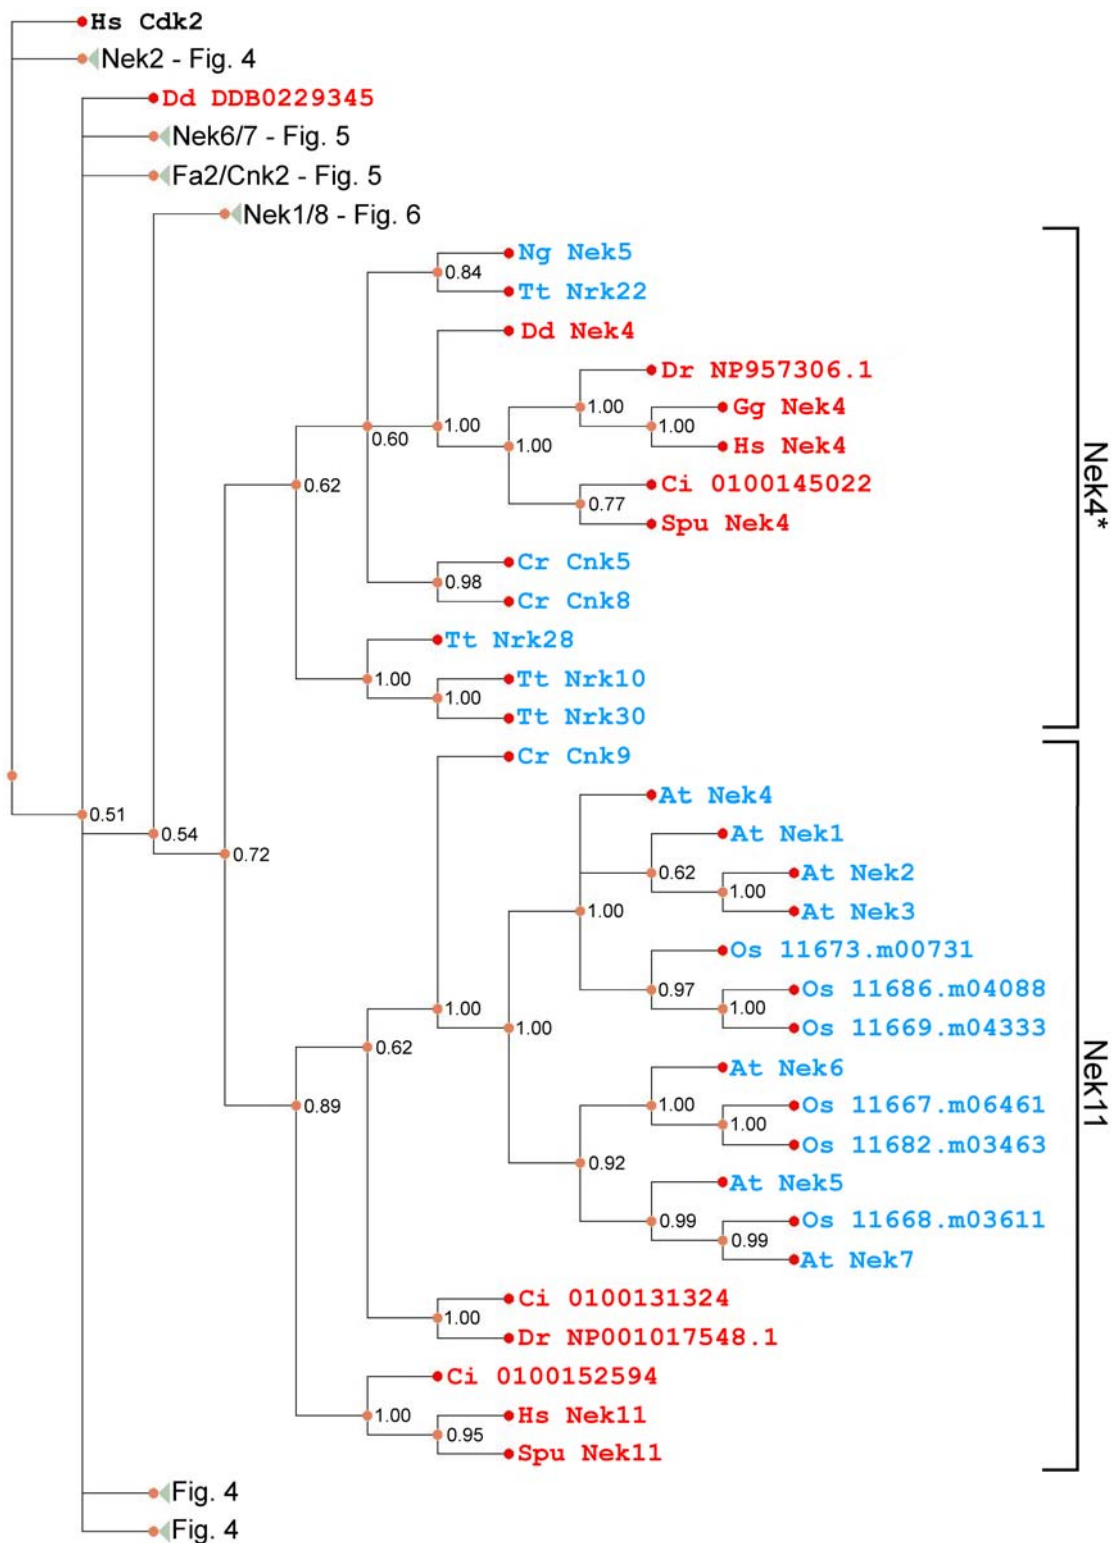 Hs Cdk2
Nek2 - Fig. 4
Dd DDB0229345
Nek6/7 - Fig. 5
Fa2/Cnk2 - Fig. 5
Nek1/8 - Fig. 6
Ng Nek5
0.84
Tt Nrk22
Dd Nek4
Dr NP957306.1
1.00
Gg Nek4
0.60
1.00
1.00
1.00
Hs Nek4
0.62
Ci 0100145022
0.77
Spu Nek4
Nek4*
Cr Cnk5
0.98
Cr Cnk8
Tt Nrk28
1.00
Tt Nrk10
1.00
Tt Nrk30
Cr Cnk9
At Nek4
0.51
0.54
At Nek1
0.72
0.62
At Nek2
1.00
1.00
At Nek3
Os 11673.m00731
0.97
Os 11686.m04088
1.00
1.00
1.00
Os 11669.m04333
0.62
At Nek6
Nek11
0.89
1.00
Os 11667.m06461
1.00
Os 11682.m03463
0.92
At Nek5
0.99
Os 11668.m03611
0.99
At Nek7
Ci 0100131324
1.00
Dr NP001017548.1
Ci 0100152594
1.00
Hs Nek11
0.95
Spu Nek11
Fig. 4
Fig. 4